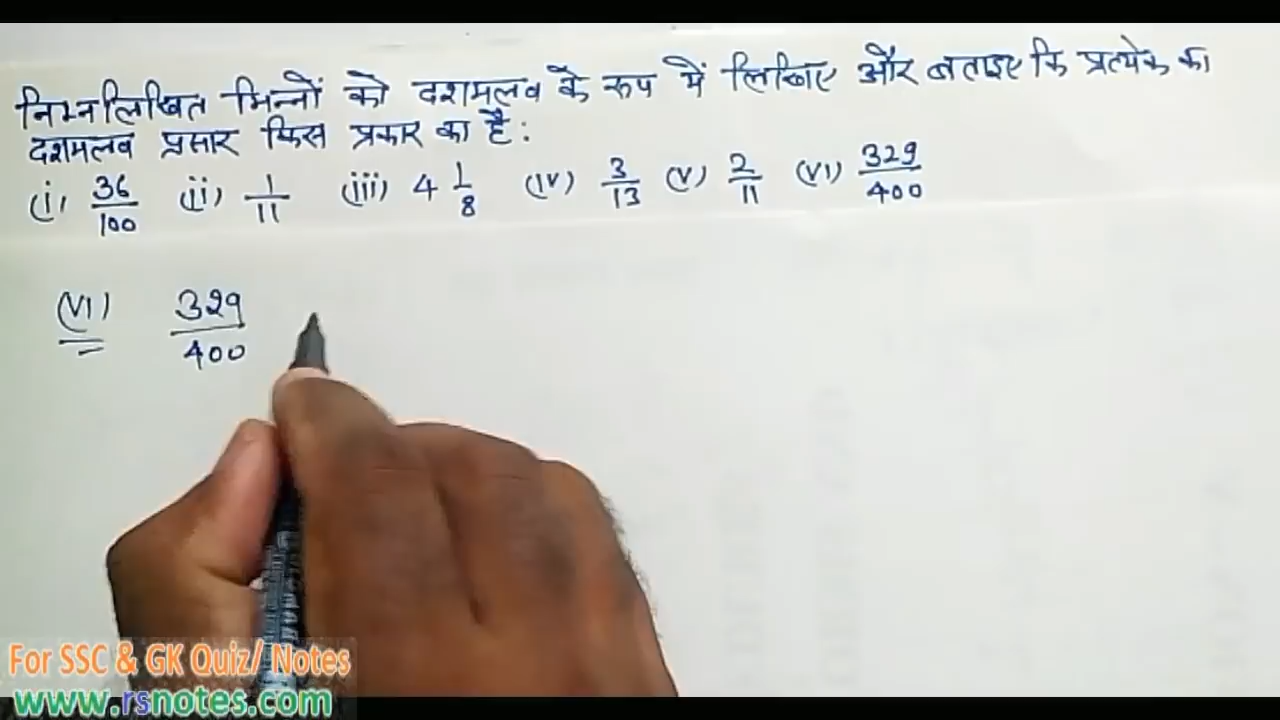 निम्नलिखित भिन्नों को दशमलव के रूप में लिखिए और बताइए कि प्रत्येक का
दशमलव प्रसार किस प्रकार का है :
(i) 36/100 (ii) 1/11 (iii) 4 1/8 (iv) 3/13 (v) 2/11 (vi) 329/400
(vi) 329/400
For SSC & GK Quiz/ Notes
www.rsnotes.com